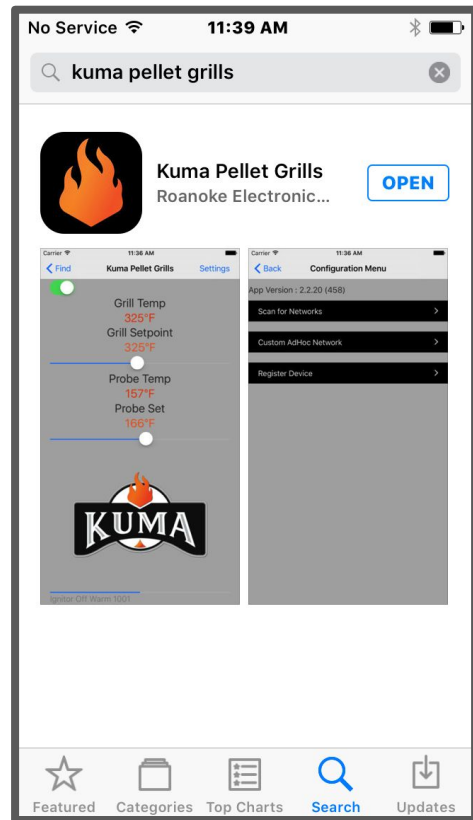 No Service 11:39 AM
kuma pellet grills
Kuma Pellet Grills
Roanoke Electronic...
OPEN
Carrier 11:36 AM
Find Kuma Pellet Grills Settings
Grill Temp
325°F
Grill Setpoint
325°F
Probe Temp
157°F
Probe Set
166°F
KUMA
Ignitor Off Warm 1001
Carrier 11:36 AM
Back Configuration Menu
App Version : 2.2.20 (458)
Scan for Networks
Custom AdHoc Network
Register Device
Featured Categories Top Charts Search Updates